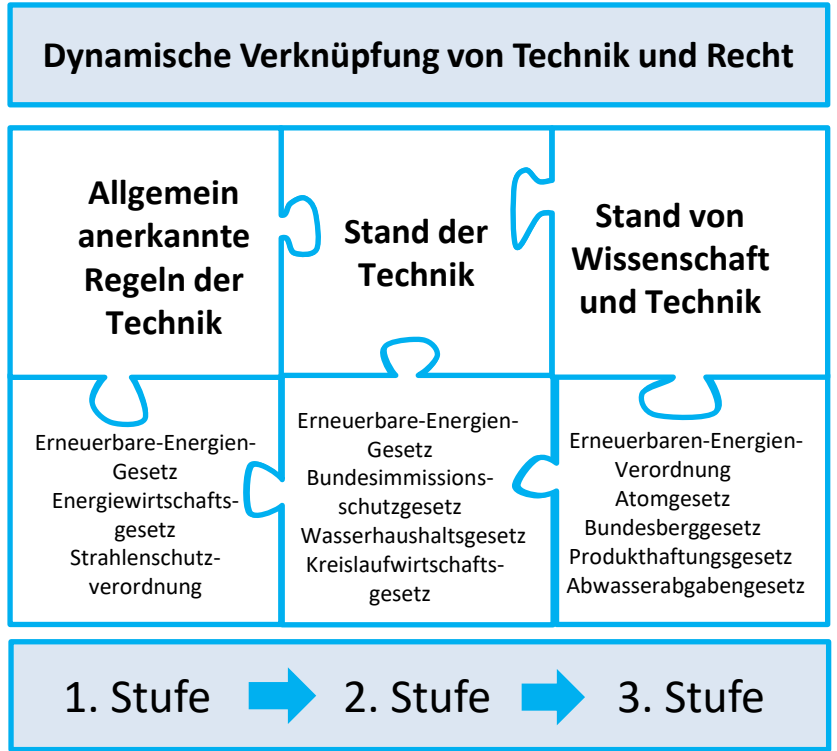 Dynamische Verknüpfung von Technik und Recht
Allgemein
anerkannte
Regeln der
Technik
Stand der
Technik
Stand von
Wissenschaft
und Technik
Erneuerbare-Energien-
Gesetz
Energiewirtschafts-
gesetz
Strahlenschutz-
verordnung
Erneuerbare-Energien-
Gesetz
Bundesimmissions-
schutzgesetz
Wasserhaushaltsgesetz
Kreislaufwirtschafts-
gesetz
Erneuerbaren-Energien-
Verordnung
Atomgesetz
Bundesberggesetz
Produkthaftungsgesetz
Abwasserabgabengesetz
1. Stufe 2. Stufe 3. Stufe